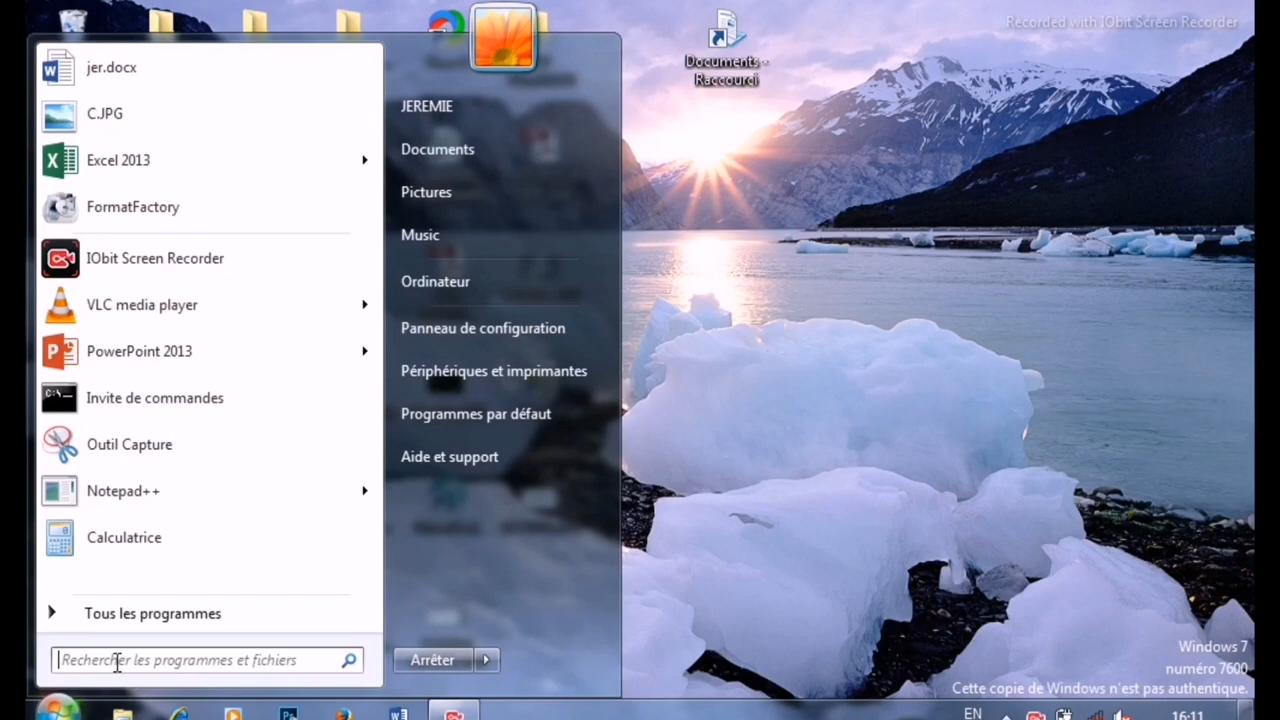 Recorded with IObit Screen Recorder
Documents -
Raccourci
jer.docx
C.JPG
Excel 2013
FormatFactory
IObit Screen Recorder
VLC media player
PowerPoint 2013
Invite de commandes
Outil Capture
Notepad++
Calculatrice
Tous les programmes
Rechercher les programmes et fichiers
JEREMIE
Documents
Pictures
Music
Ordinateur
Panneau de configuration
Périphériques et imprimantes
Programmes par défaut
Aide et support
Arrêter
Windows 7
numéro 7600
Cette copie de Windows n'est pas authentique.
EN
16:11